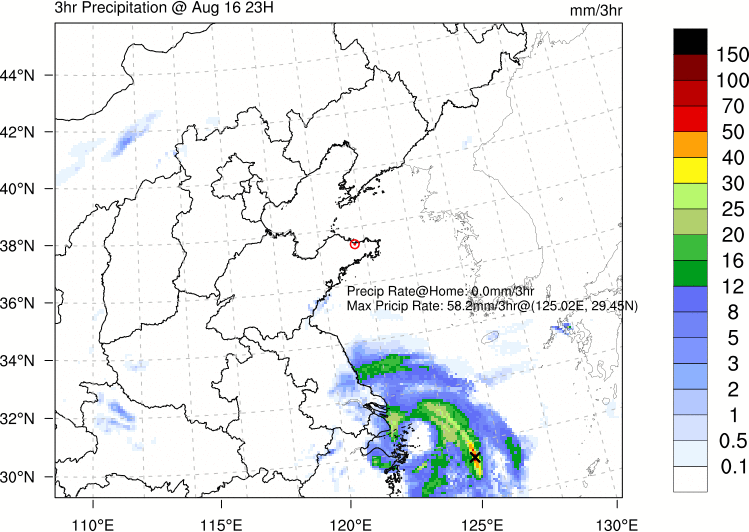 3hr Precipitation @ Aug 16 23H
mm/3hr
44°N
42°N
40°N
38°N
36°N
34°N
32°N
30°N
Precip Rate@Home: 0.0mm/3hr
Max Pricip Rate: 58.2mm/3hr@(125.02E, 29.45N)
110°E 115°E 120°E 125°E 130°E
150
100
70
50
40
30
25
20
16
12
8
5
3
2
1
0.5
0.1